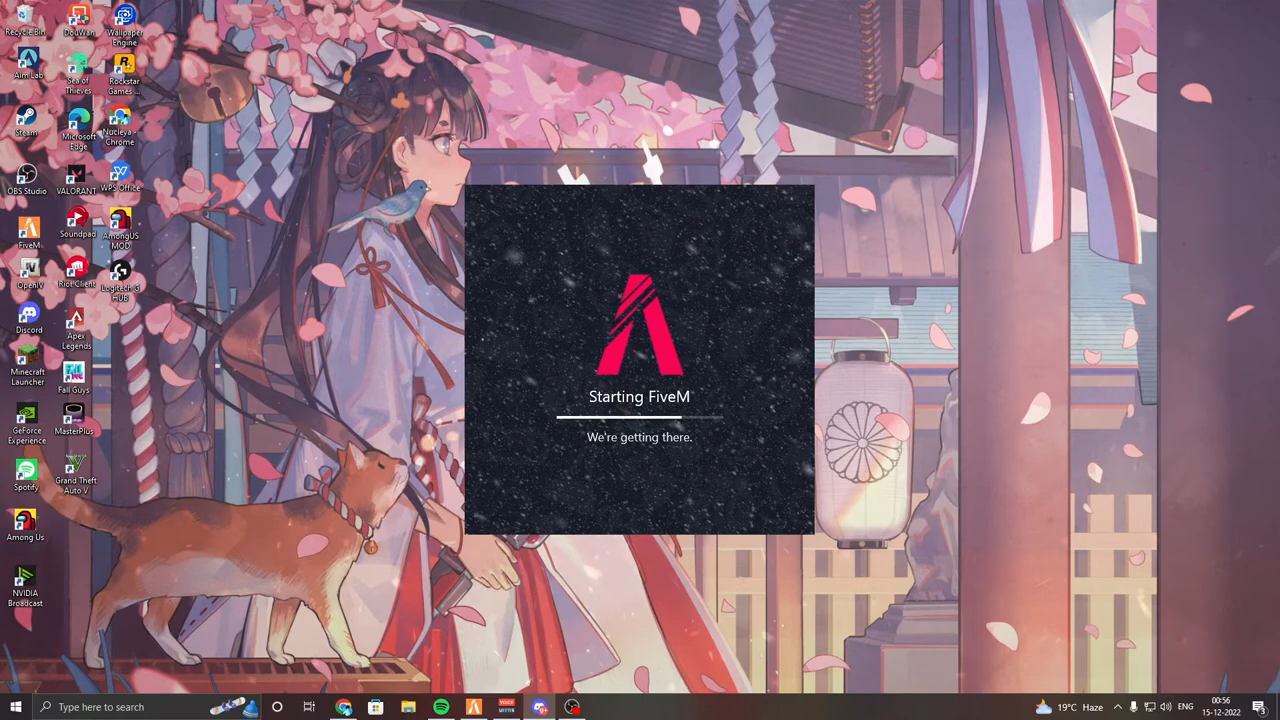 Recycle Bin
DouWan
Wallpaper
Engine
Aim Lab
Sea of
Thieves
Rockstar
Games ...
Steam
Microsoft
Edge
Nucleya -
Chrome
OBS Studio
VALORANT
WPS Office
FiveM
Soundpad
AmongUS
MOD
OpenIV
Riot Client
Logitech G
HUB
Discord
Apex
Legends
Minecraft
Launcher
Fall Guys
GeForce
Experience
MasterPlus
Spotify
Grand Theft
Auto V
Among Us
NVIDIA
Broadcast
Starting FiveM
We're getting there.
Type here to search
19°C Haze
ENG
00:56
15-12-2022
3